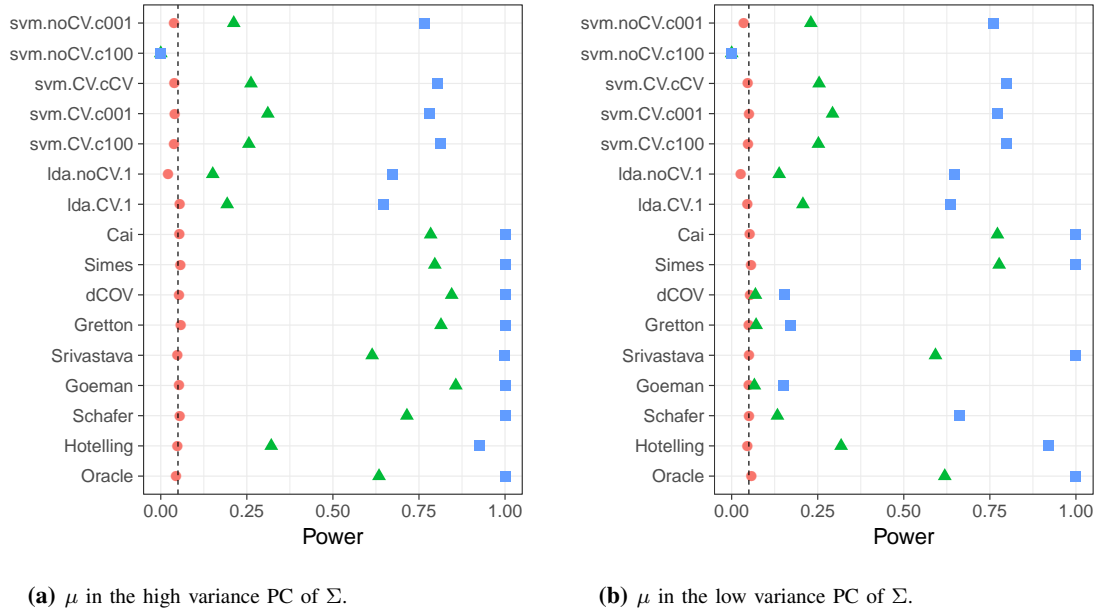 svm.noCV.c001
svm.noCV.c100
svm.CV.cCV
svm.CV.c001
svm.CV.c100
lda.noCV.1
lda.CV.1
Cai
Simes
dCOV
Gretton
Srivastava
Goeman
Schafer
Hotelling
Oracle
0.00 0.25 0.50 0.75 1.00
Power
(a) μ in the high variance PC of Σ.
svm.noCV.c001
svm.noCV.c100
svm.CV.cCV
svm.CV.c001
svm.CV.c100
lda.noCV.1
lda.CV.1
Cai
Simes
dCOV
Gretton
Srivastava
Goeman
Schafer
Hotelling
Oracle
0.00 0.25 0.50 0.75 1.00
Power
(b) μ in the low variance PC of Σ.